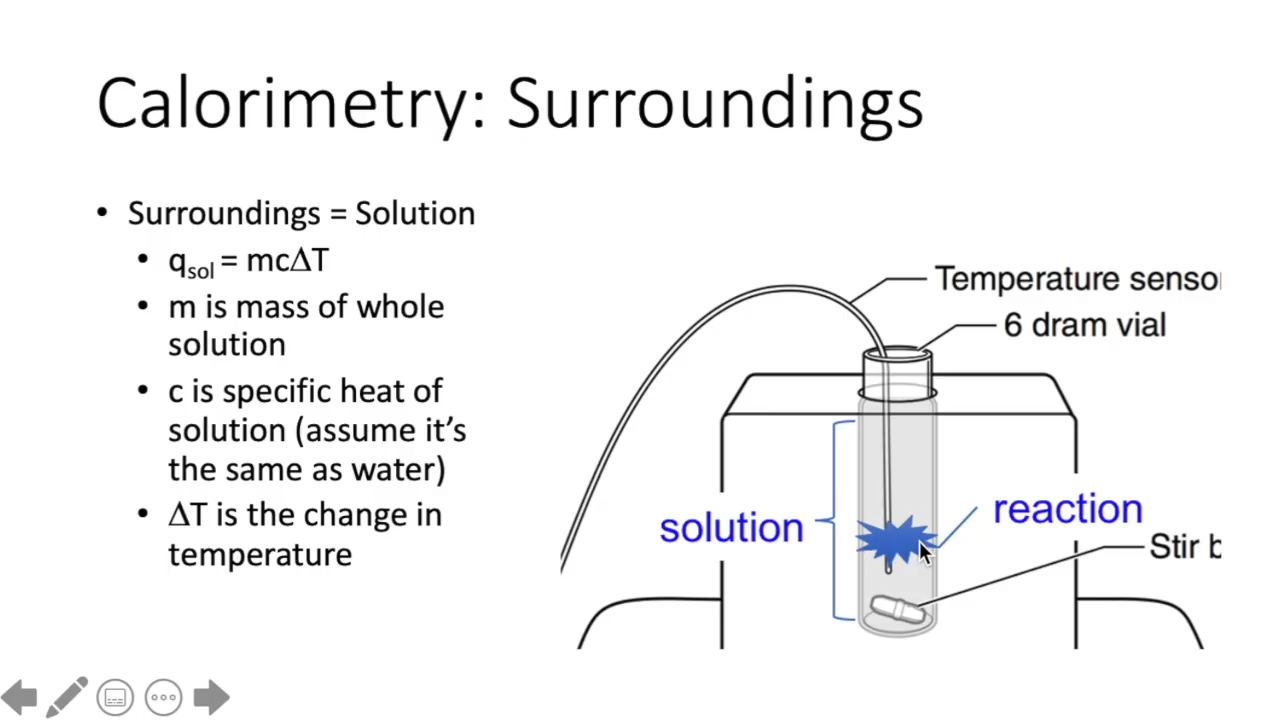 Calorimetry: Surroundings
• Surroundings = Solution
• qsol = mcΔT
• m is mass of whole
solution
• c is specific heat of
solution (assume it’s
the same as water)
• ΔT is the change in
temperature
Temperature senso
6 dram vial
solution
reaction
Stir b